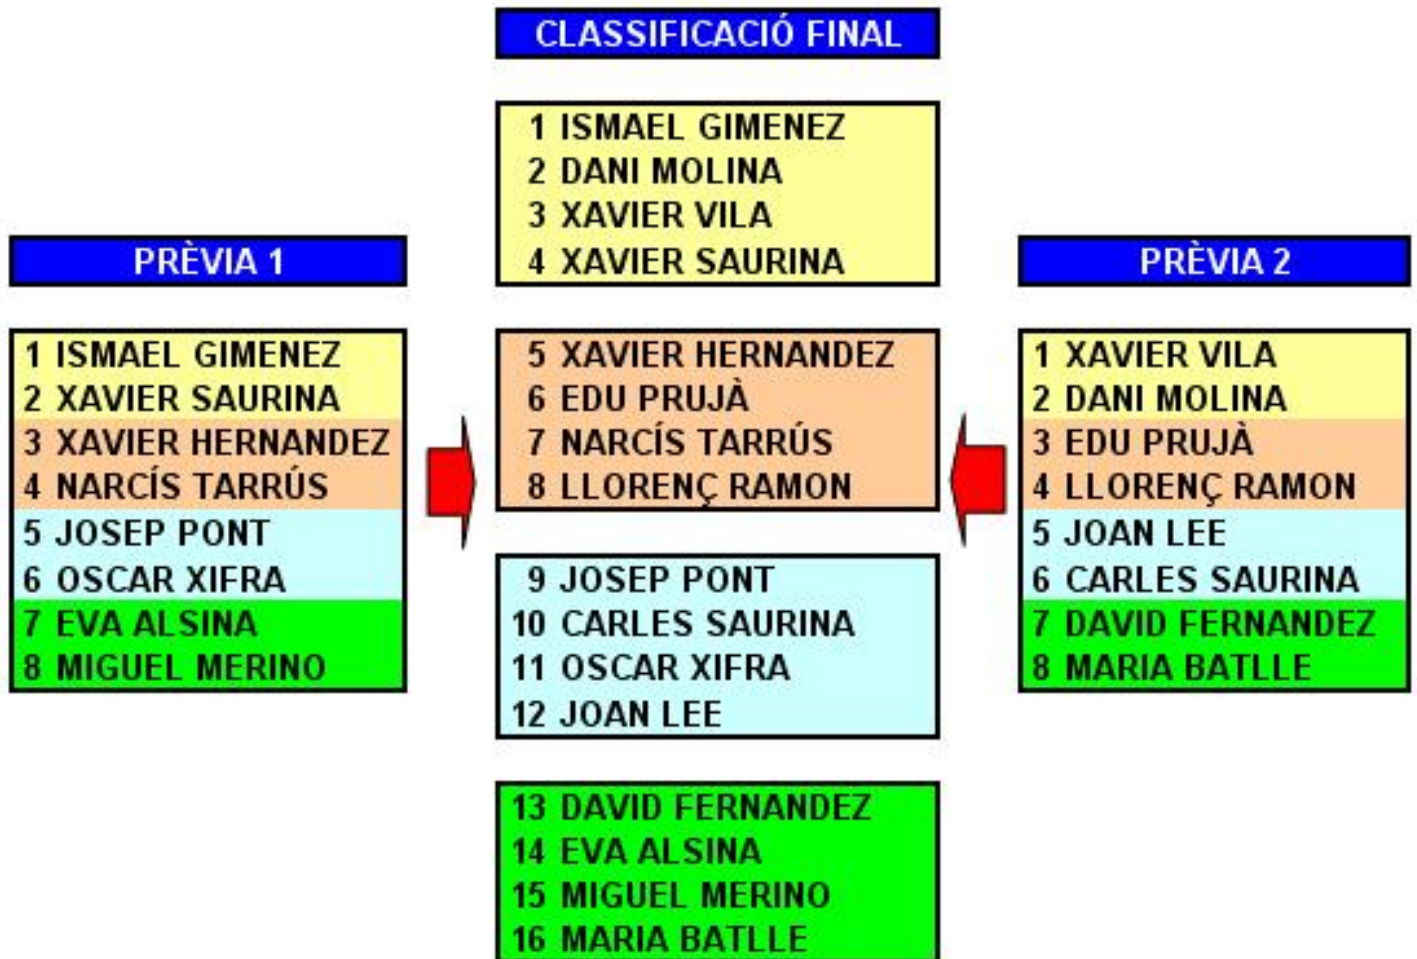 CLASSIFICACIÓ FINAL
1 ISMAEL GIMENEZ
2 DANI MOLINA
3 XAVIER VILA
4 XAVIER SAURINA
PRÈVIA 1
1 ISMAEL GIMENEZ
2 XAVIER SAURINA
3 XAVIER HERNANDEZ
4 NARCÍS TARRÚS
5 JOSEP PONT
6 OSCAR XIFRA
7 EVA ALSINA
8 MIGUEL MERINO
5 XAVIER HERNANDEZ
6 EDU PRUJÀ
7 NARCÍS TARRÚS
8 LLORENÇ RAMON
9 JOSEP PONT
10 CARLES SAURINA
11 OSCAR XIFRA
12 JOAN LEE
13 DAVID FERNANDEZ
14 EVA ALSINA
15 MIGUEL MERINO
16 MARIA BATLLE
PRÈVIA 2
1 XAVIER VILA
2 DANI MOLINA
3 EDU PRUJÀ
4 LLORENÇ RAMON
5 JOAN LEE
6 CARLES SAURINA
7 DAVID FERNANDEZ
8 MARIA BATLLE